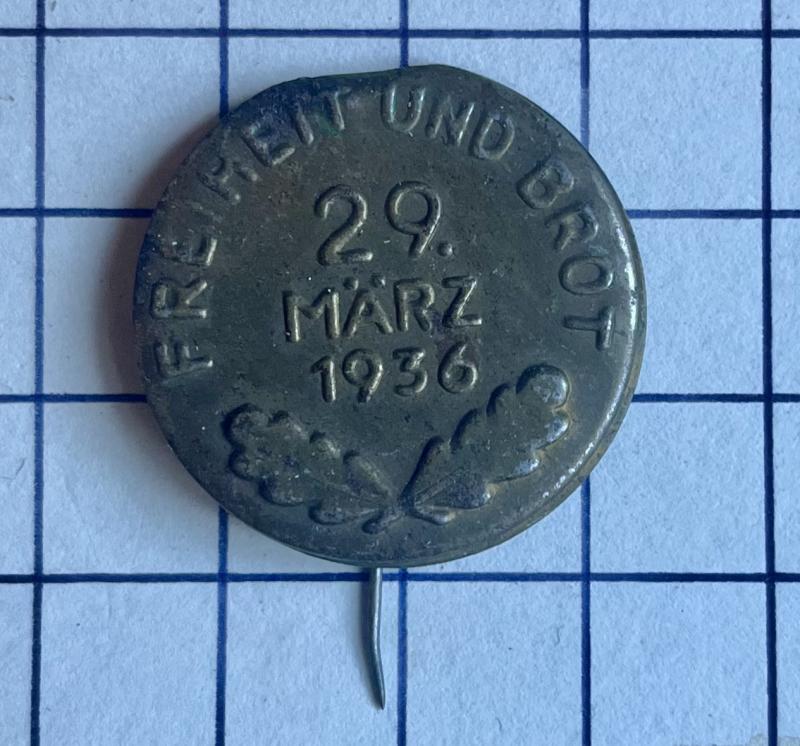 FREIHEIT UND BROT
29.
MÄRZ
1936